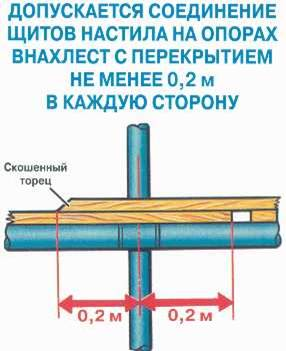 ДОПУСКАЕТСЯ СОЕДИНЕНИЕ
ЩИТОВ НАСТИЛА НА ОПОРАХ
ВНАХЛЕСТ С ПЕРЕКРЫТИЕМ
НЕ МЕНЕЕ 0,2 м
В КАЖДУЮ СТОРОНУ
Скошенный
торец
0,2 м 0,2 м